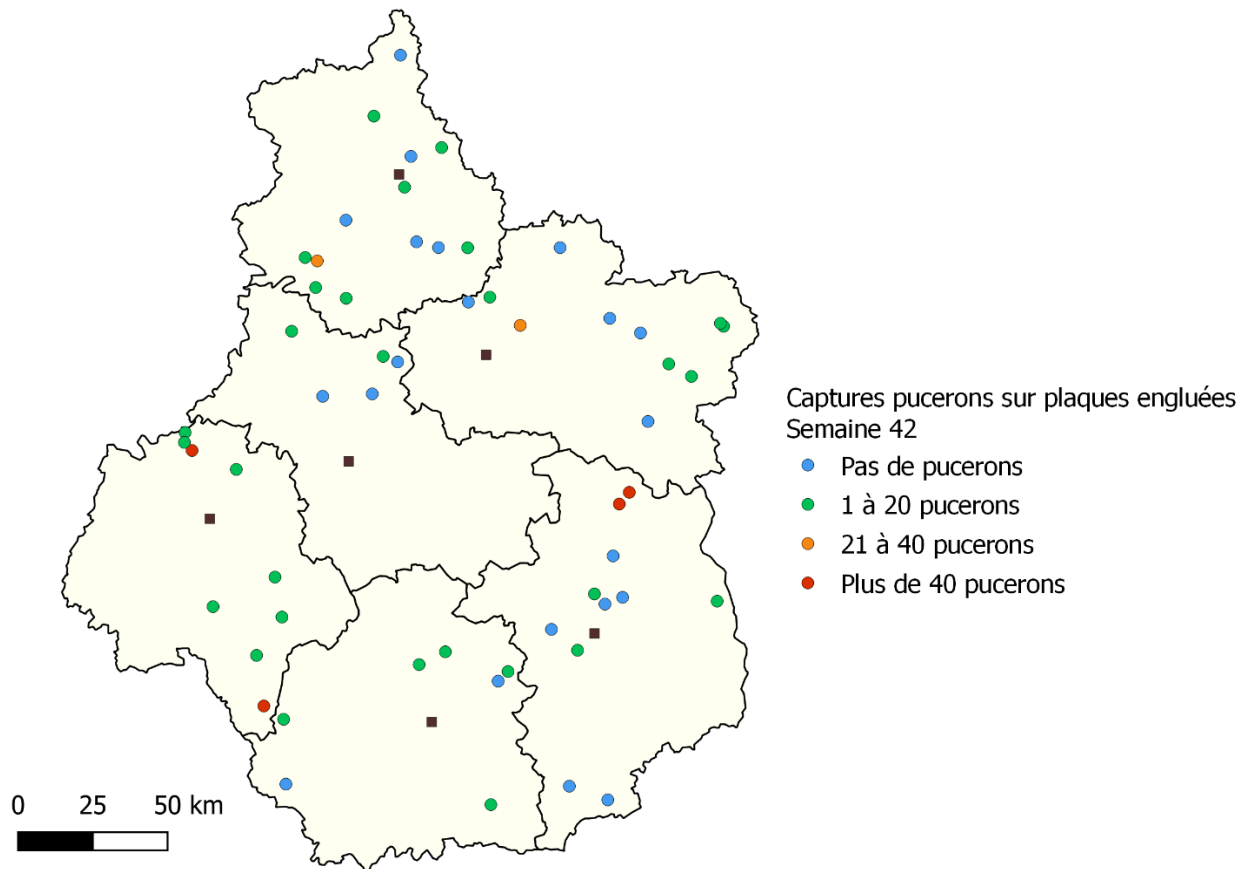 Captures pucerons sur plaques engluées
Semaine 42
Pas de pucerons
1 à 20 pucerons
21 à 40 pucerons
Plus de 40 pucerons
0 25 50 km